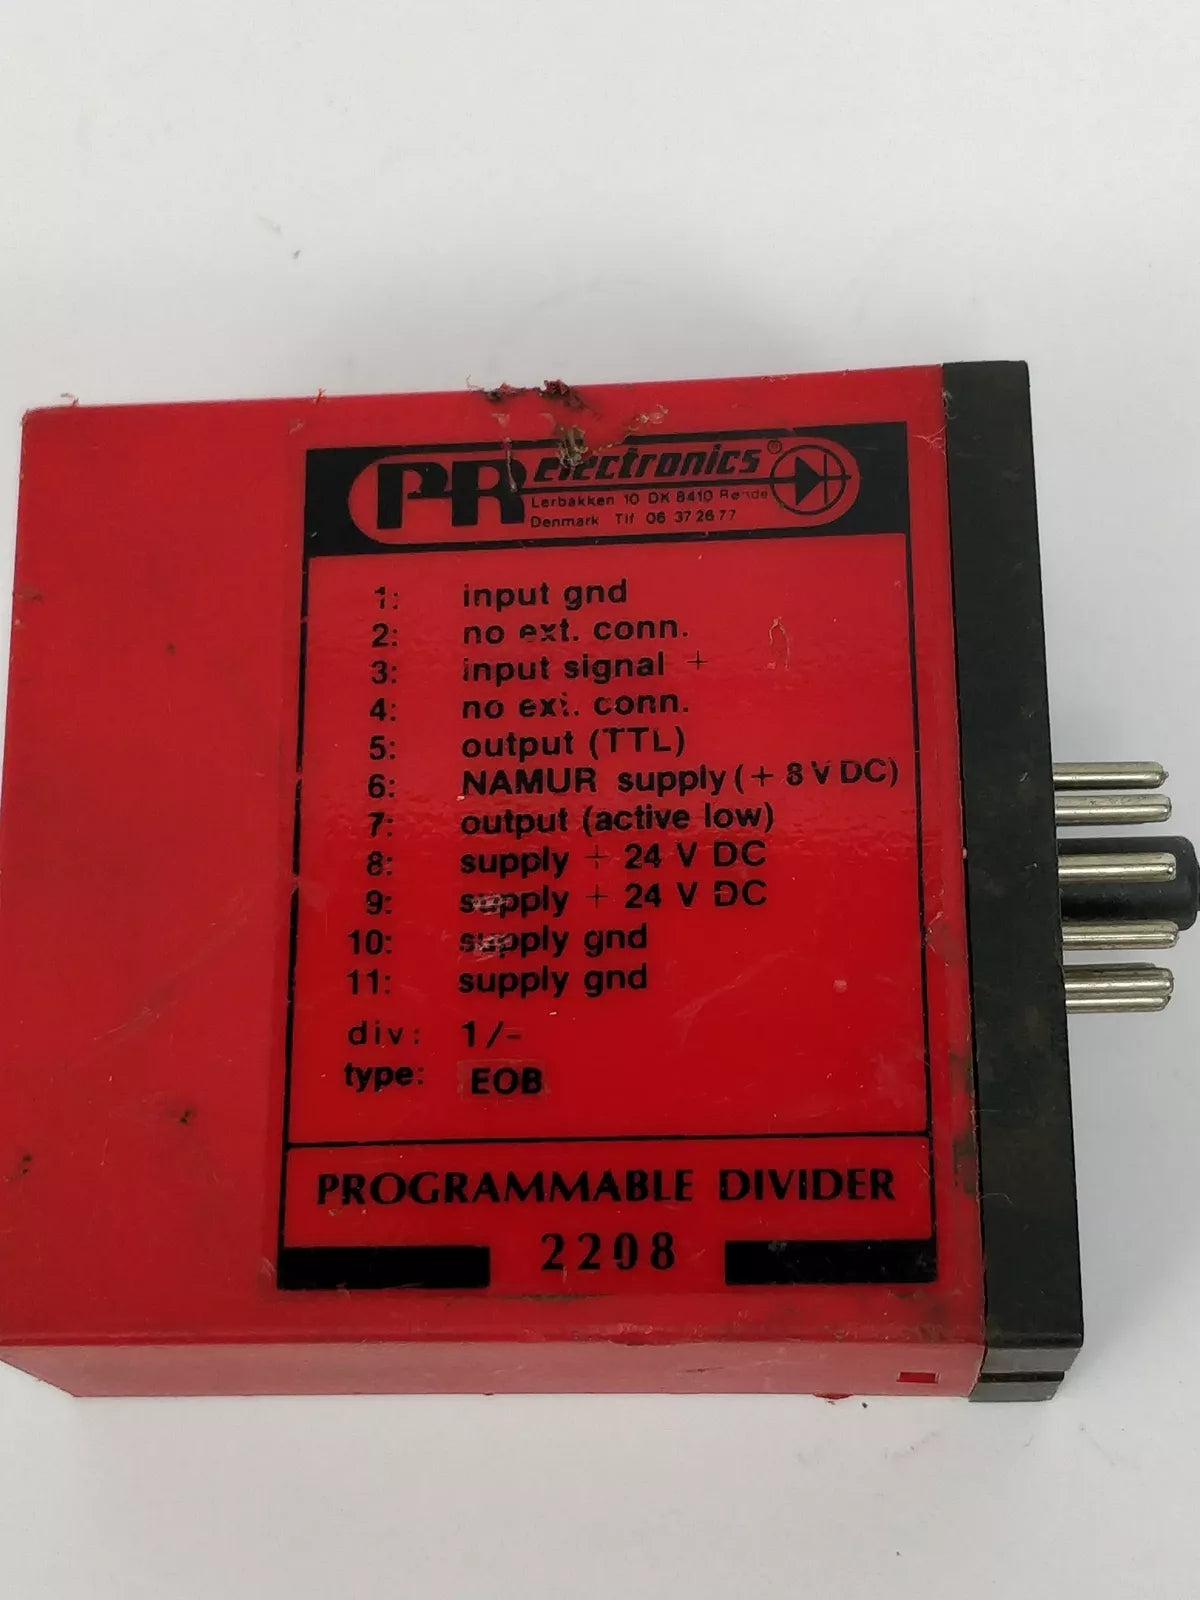 PR electronics®
Lerbakken 10 DK 8410 Rønde
Denmark Tlf 06 37 26 77
1: input gnd
2: no ext. conn.
3: input signal +
4: no ext. conn.
5: output (TTL)
6: NAMUR supply (+ 8 V DC)
7: output (active low)
8: supply + 24 V DC
9: supply + 24 V DC
10: supply gnd
11: supply gnd
div: 1/-
type: EOB
PROGRAMMABLE DIVIDER
2208